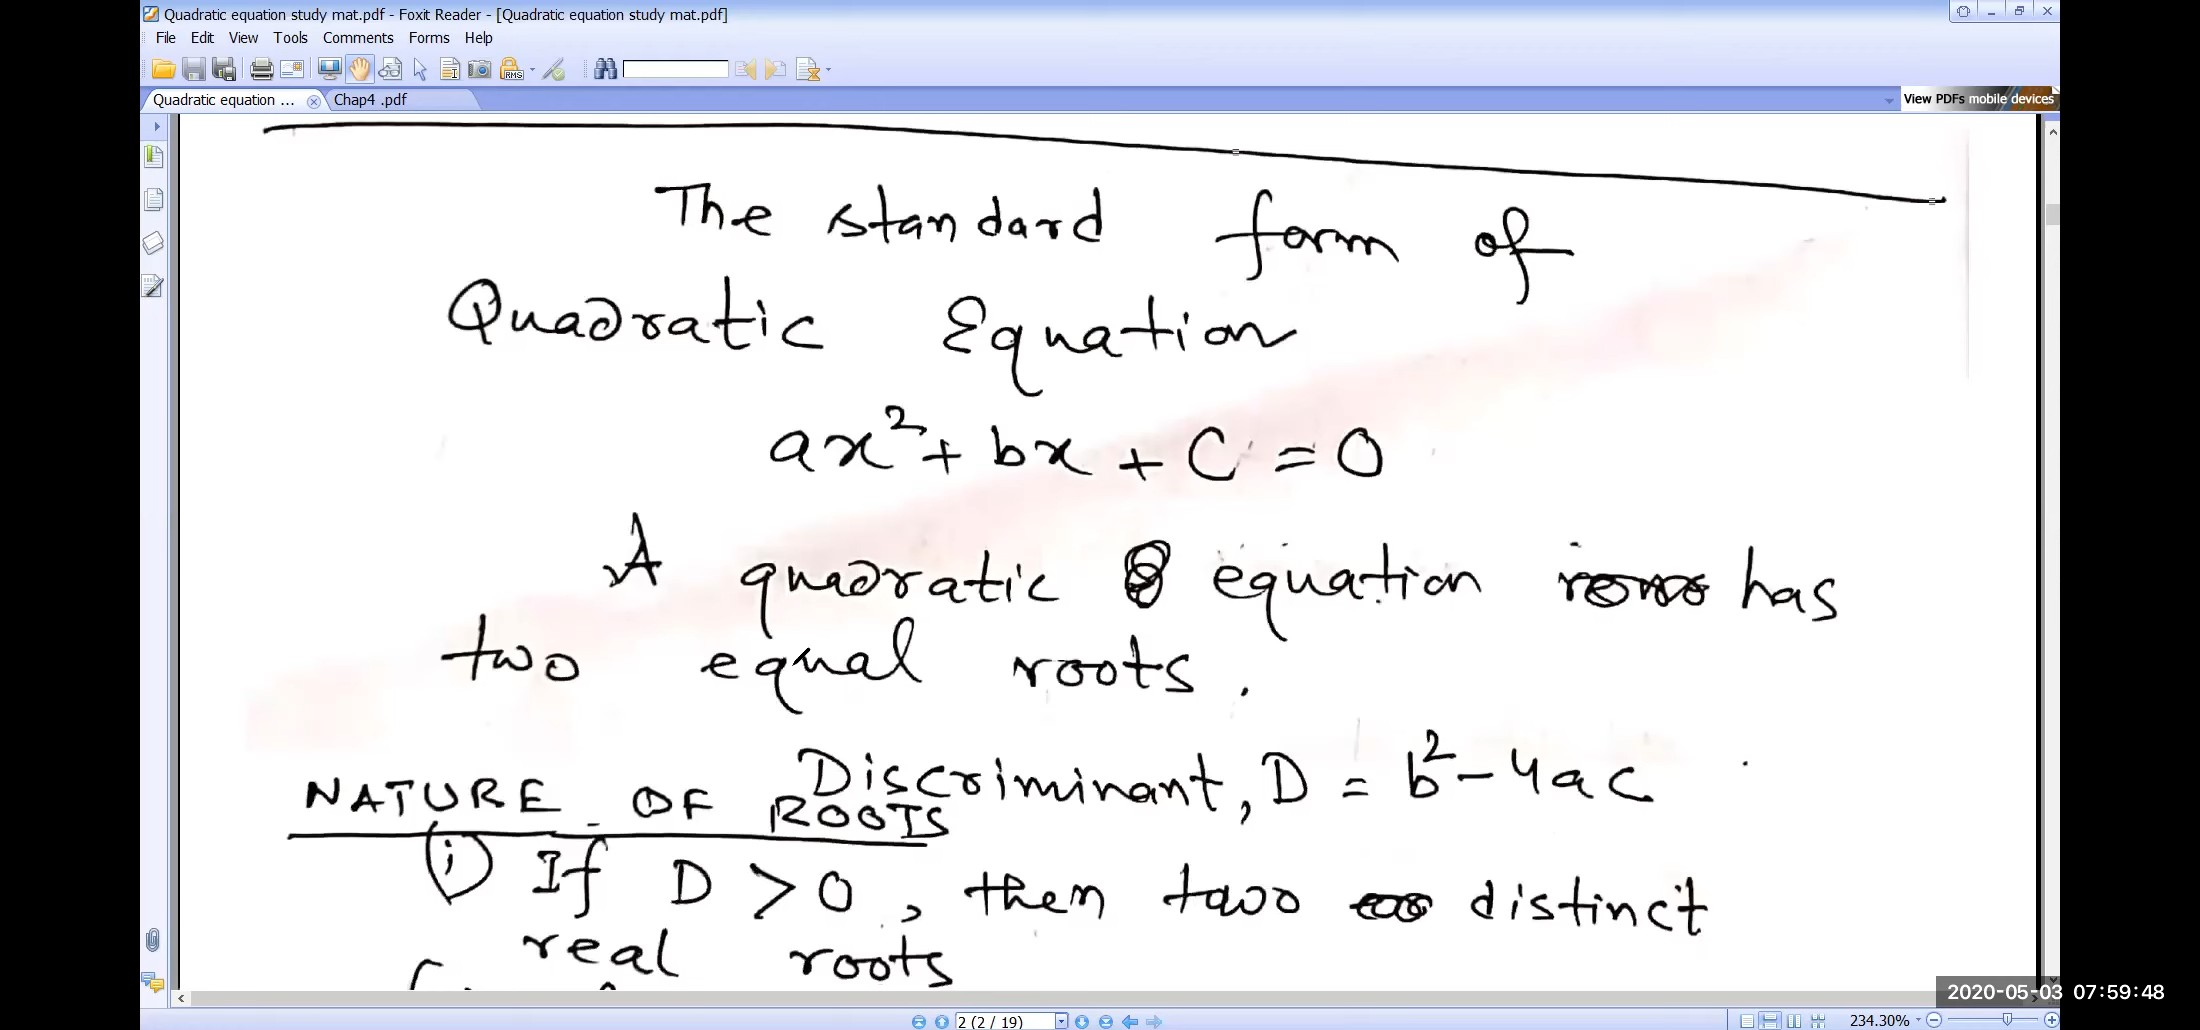 Quadratic equation study mat.pdf - Foxit Reader - [Quadratic equation study mat.pdf]
File Edit View Tools Comments Forms Help
RMS
Quadratic equation ... Chap4 .pdf View PDFs mobile devices
The standard form of
Quadratic Equation
ax² + bx + C = 0
A quadratic equation has
two equal roots.
Discriminant, D = b² - 4ac
NATURE OF ROOTS
(i) If D > 0, then two distinct
real roots
2020-05-03 07:59:48
2 (2 / 19) 234.30%